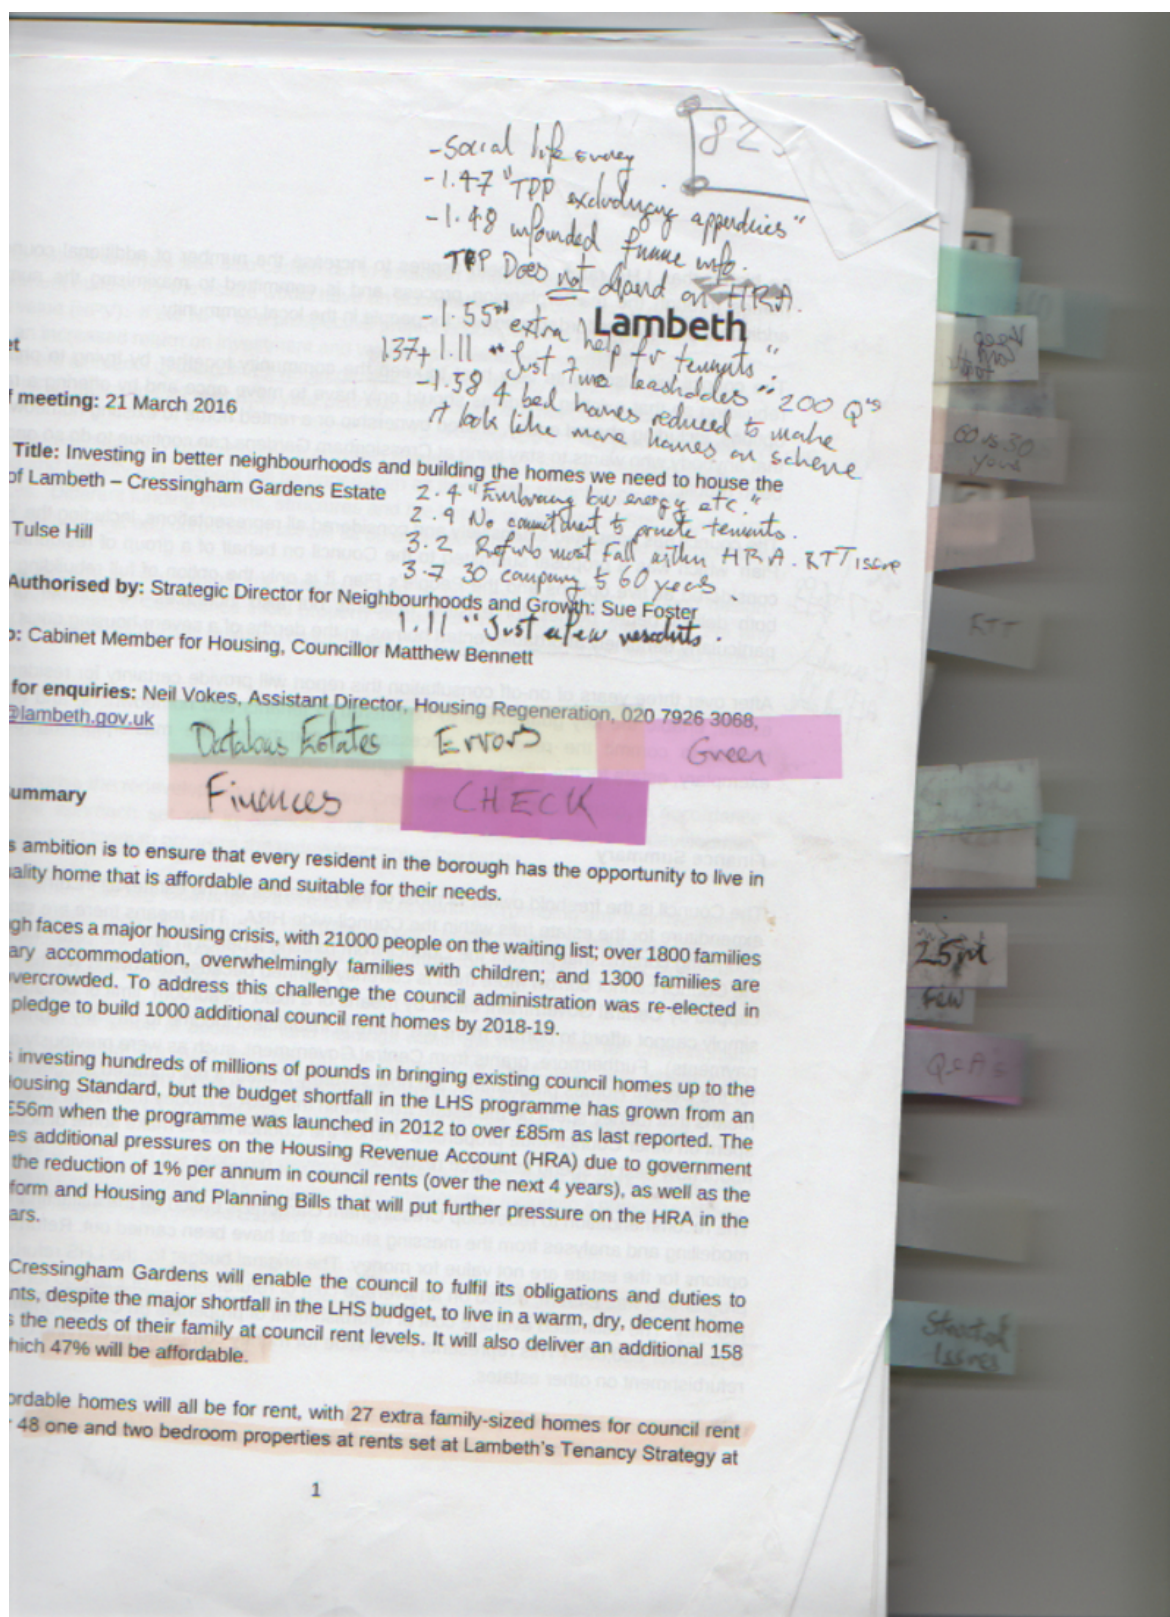 82
- Social life survey
- 1.47 "TPP excludinging appendices"
- 1.48 unfounded finance info.
TPP Does not depend on HRA.
- 1.55 "extra help for tenants"
Lambeth
1.37 + 1.11 "Just two leaseholders" 200 Q's
- 1.58 4 bed homes reduced to make
it look like more homes on scheme
et
f meeting: 21 March 2016
Title: Investing in better neighbourhoods and building the homes we need to house the
of Lambeth – Cressingham Gardens Estate
2.4 "Embracing low energy etc."
2.9 No commitment to private tenants.
Tulse Hill
3.2 Refurb must fall within HRA. RTT issue
3.7 30 company to 60 years.
Authorised by: Strategic Director for Neighbourhoods and Growth: Sue Foster
1.11 "Just a few residents.
o: Cabinet Member for Housing, Councillor Matthew Bennett
for enquiries: Neil Vokes, Assistant Director, Housing Regeneration, 020 7926 3068,
@lambeth.gov.uk
Estates
Errors
Green
Finances
CHECK
ummary
s ambition is to ensure that every resident in the borough has the opportunity to live in
ality home that is affordable and suitable for their needs.
gh faces a major housing crisis, with 21000 people on the waiting list; over 1800 families
ary accommodation, overwhelmingly families with children; and 1300 families are
vercrowded. To address this challenge the council administration was re-elected in
pledge to build 1000 additional council rent homes by 2018-19.
s investing hundreds of millions of pounds in bringing existing council homes up to the
ousing Standard, but the budget shortfall in the LHS programme has grown from an
£56m when the programme was launched in 2012 to over £85m as last reported. The
es additional pressures on the Housing Revenue Account (HRA) due to government
the reduction of 1% per annum in council rents (over the next 4 years), as well as the
form and Housing and Planning Bills that will put further pressure on the HRA in the
ars.
Cressingham Gardens will enable the council to fulfil its obligations and duties to
nts, despite the major shortfall in the LHS budget, to live in a warm, dry, decent home
s the needs of their family at council rent levels. It will also deliver an additional 158
hich 47% will be affordable.
ordable homes will all be for rent, with 27 extra family-sized homes for council rent
48 one and two bedroom properties at rents set at Lambeth's Tenancy Strategy at
1
60 vs 30
years
RTT
25m
Few
Q&A's
Structural
Issues